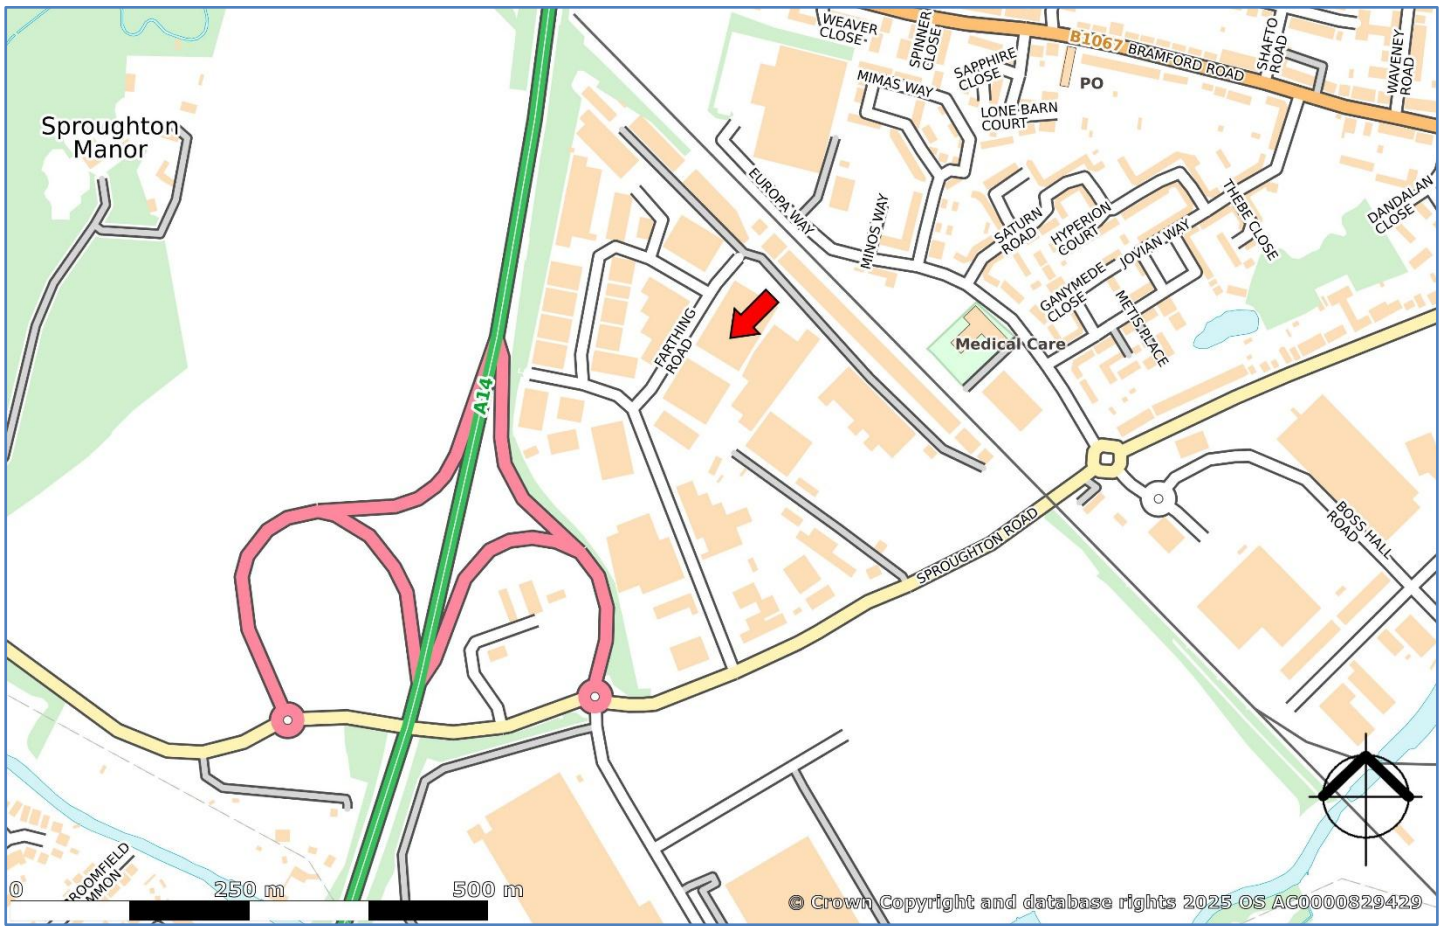 WEAVER
CLOSE
SPINNER
CLOSE
B1067
BRAMFORD ROAD
SHAFTO
ROAD
WAVENEY
ROAD
SAPPHIRE
CLOSE
MIMAS WAY
PO
LONE BARN
COURT
Sproughton
Manor
EUROPA WAY
MINOS WAY
SATURN
ROAD
HYPERION
COURT
THEBE CLOSE
DANDALAN
CLOSE
JOVIAN WAY
GANYMEDE
CLOSE
METIS PLACE
FARTHING
ROAD
Medical Care
A14
SPROUGHTON ROAD
BOSS HALL
ROAD
ROOMFIELD
MMON
0 250 m 500 m
© Crown Copyright and database rights 2025 OS AC0000829429